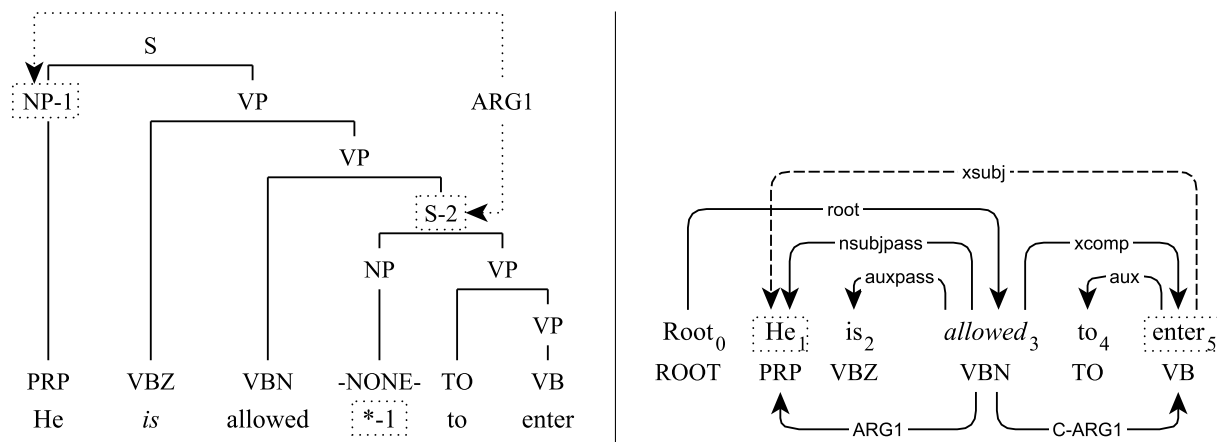 S
NP-1 VP ARG1
VP
S-2
NP VP
VP
PRP VBZ VBN -NONE- TO VB
He is allowed *-1 to enter
xsubj
root
nsubjpass xcomp
auxpass aux
Root0 He1 is2 allowed3 to4 enter5
ROOT PRP VBZ VBN TO VB
ARG1 C-ARG1